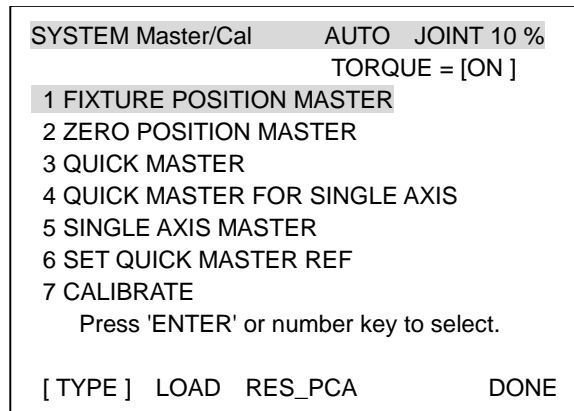 SYSTEM Master/Cal AUTO JOINT 10 %
TORQUE = [ON ]
1 FIXTURE POSITION MASTER
2 ZERO POSITION MASTER
3 QUICK MASTER
4 QUICK MASTER FOR SINGLE AXIS
5 SINGLE AXIS MASTER
6 SET QUICK MASTER REF
7 CALIBRATE
Press 'ENTER' or number key to select.
[ TYPE ] LOAD RES_PCA DONE